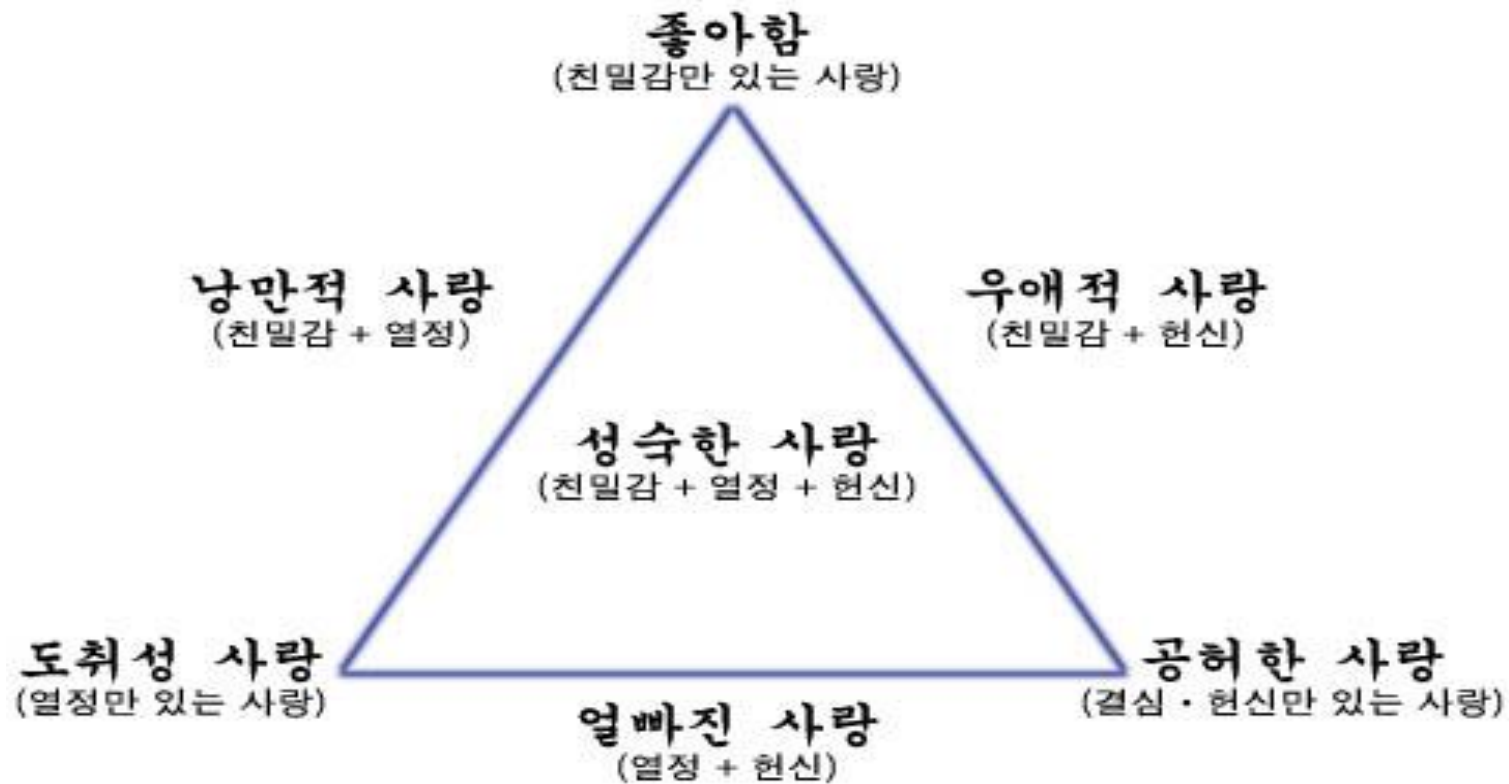 좋아함
(친밀감만 있는 사랑)
낭만적 사랑
(친밀감 + 열정)
우애적 사랑
(친밀감 + 헌신)
성숙한 사랑
(친밀감 + 열정 + 헌신)
도취성 사랑
(열정만 있는 사랑)
공허한 사랑
(결심 · 헌신만 있는 사랑)
얼빠진 사랑
(열정 + 헌신)